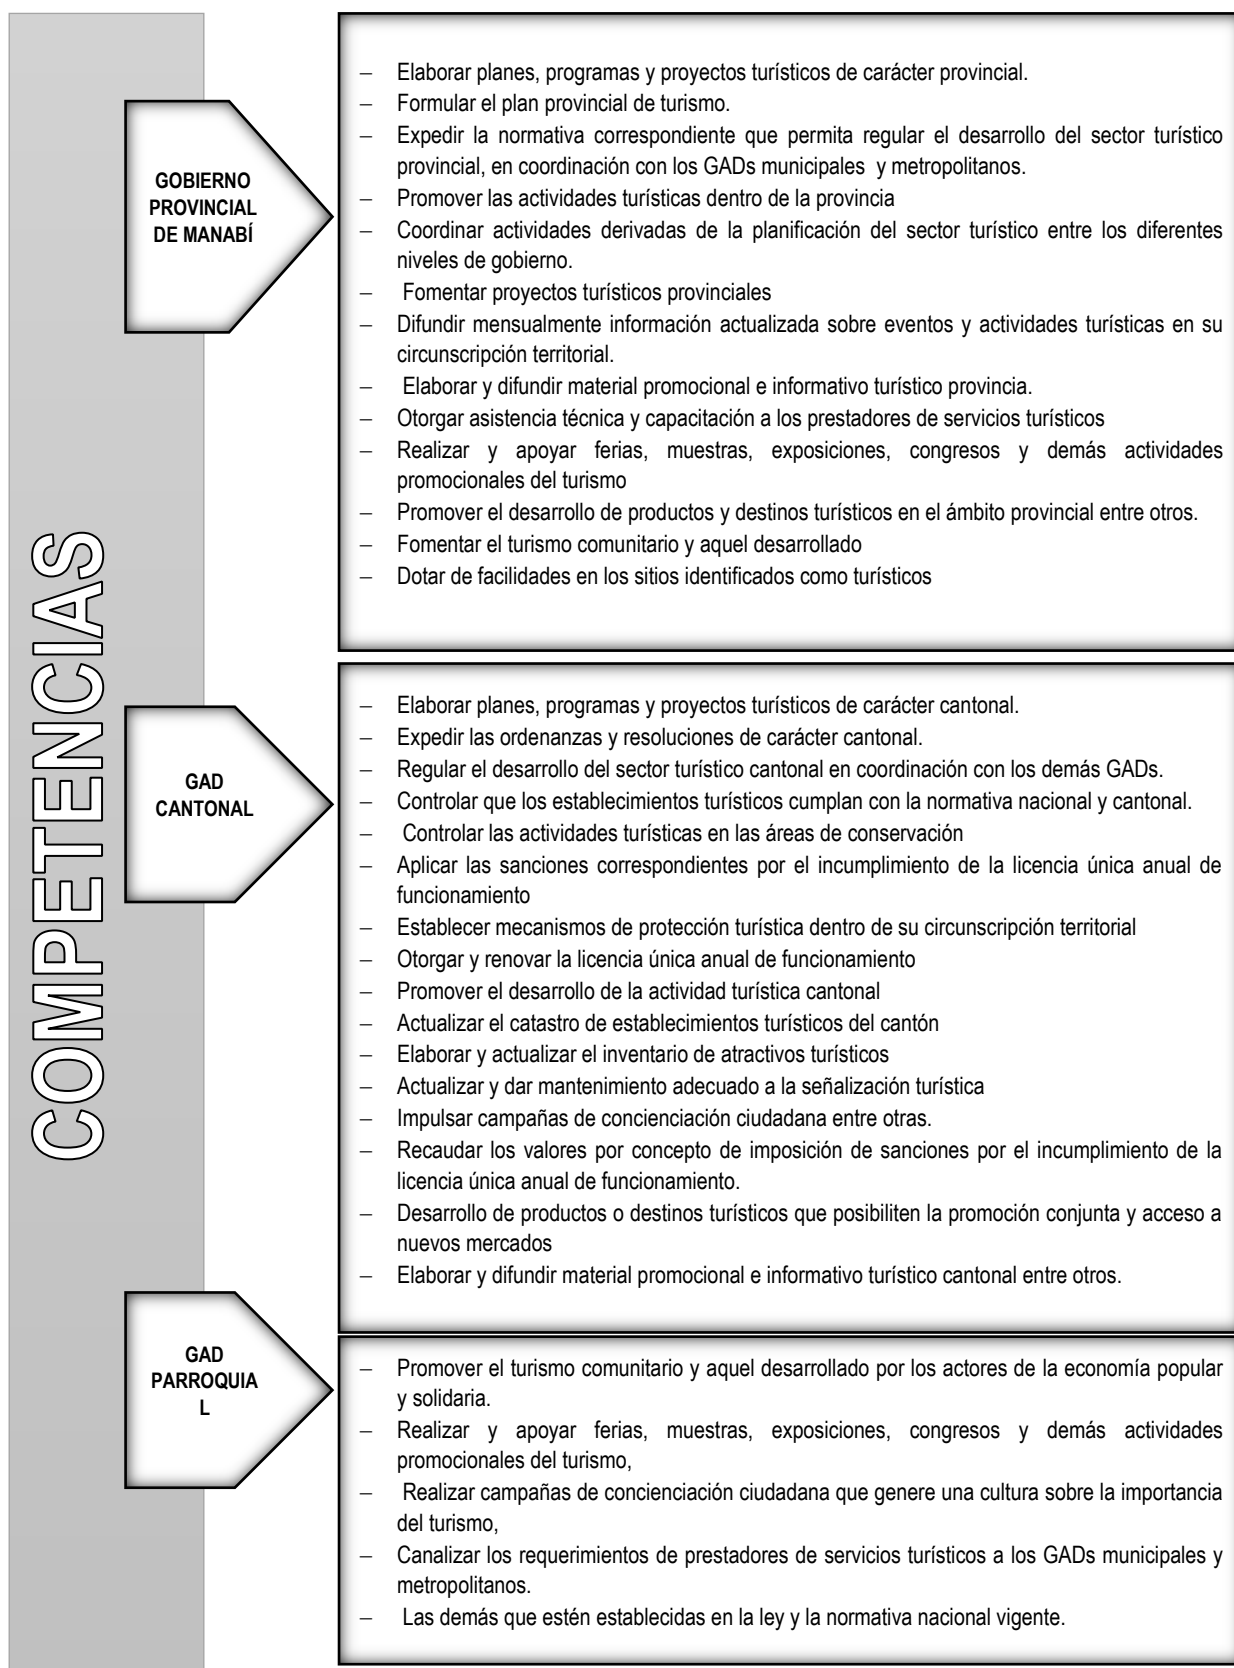 COMPETENCIAS
GOBIERNO
PROVINCIAL
DE MANABÍ
– Elaborar planes, programas y proyectos turísticos de carácter provincial.
– Formular el plan provincial de turismo.
– Expedir la normativa correspondiente que permita regular el desarrollo del sector turístico
provincial, en coordinación con los GADs municipales y metropolitanos.
– Promover las actividades turísticas dentro de la provincia
– Coordinar actividades derivadas de la planificación del sector turístico entre los diferentes
niveles de gobierno.
– Fomentar proyectos turísticos provinciales
– Difundir mensualmente información actualizada sobre eventos y actividades turísticas en su
circunscripción territorial.
– Elaborar y difundir material promocional e informativo turístico provincia.
– Otorgar asistencia técnica y capacitación a los prestadores de servicios turísticos
– Realizar y apoyar ferias, muestras, exposiciones, congresos y demás actividades
promocionales del turismo
– Promover el desarrollo de productos y destinos turísticos en el ámbito provincial entre otros.
– Fomentar el turismo comunitario y aquel desarrollado
– Dotar de facilidades en los sitios identificados como turísticos
GAD
CANTONAL
– Elaborar planes, programas y proyectos turísticos de carácter cantonal.
– Expedir las ordenanzas y resoluciones de carácter cantonal.
– Regular el desarrollo del sector turístico cantonal en coordinación con los demás GADs.
– Controlar que los establecimientos turísticos cumplan con la normativa nacional y cantonal.
– Controlar las actividades turísticas en las áreas de conservación
– Aplicar las sanciones correspondientes por el incumplimiento de la licencia única anual de
funcionamiento
– Establecer mecanismos de protección turística dentro de su circunscripción territorial
– Otorgar y renovar la licencia única anual de funcionamiento
– Promover el desarrollo de la actividad turística cantonal
– Actualizar el catastro de establecimientos turísticos del cantón
– Elaborar y actualizar el inventario de atractivos turísticos
– Actualizar y dar mantenimiento adecuado a la señalización turística
– Impulsar campañas de concienciación ciudadana entre otras.
– Recaudar los valores por concepto de imposición de sanciones por el incumplimiento de la
licencia única anual de funcionamiento.
– Desarrollo de productos o destinos turísticos que posibiliten la promoción conjunta y acceso a
nuevos mercados
– Elaborar y difundir material promocional e informativo turístico cantonal entre otros.
GAD
PARROQUIA
L
– Promover el turismo comunitario y aquel desarrollado por los actores de la economía popular
y solidaria.
– Realizar y apoyar ferias, muestras, exposiciones, congresos y demás actividades
promocionales del turismo,
– Realizar campañas de concienciación ciudadana que genere una cultura sobre la importancia
del turismo,
– Canalizar los requerimientos de prestadores de servicios turísticos a los GADs municipales y
metropolitanos.
– Las demás que estén establecidas en la ley y la normativa nacional vigente.